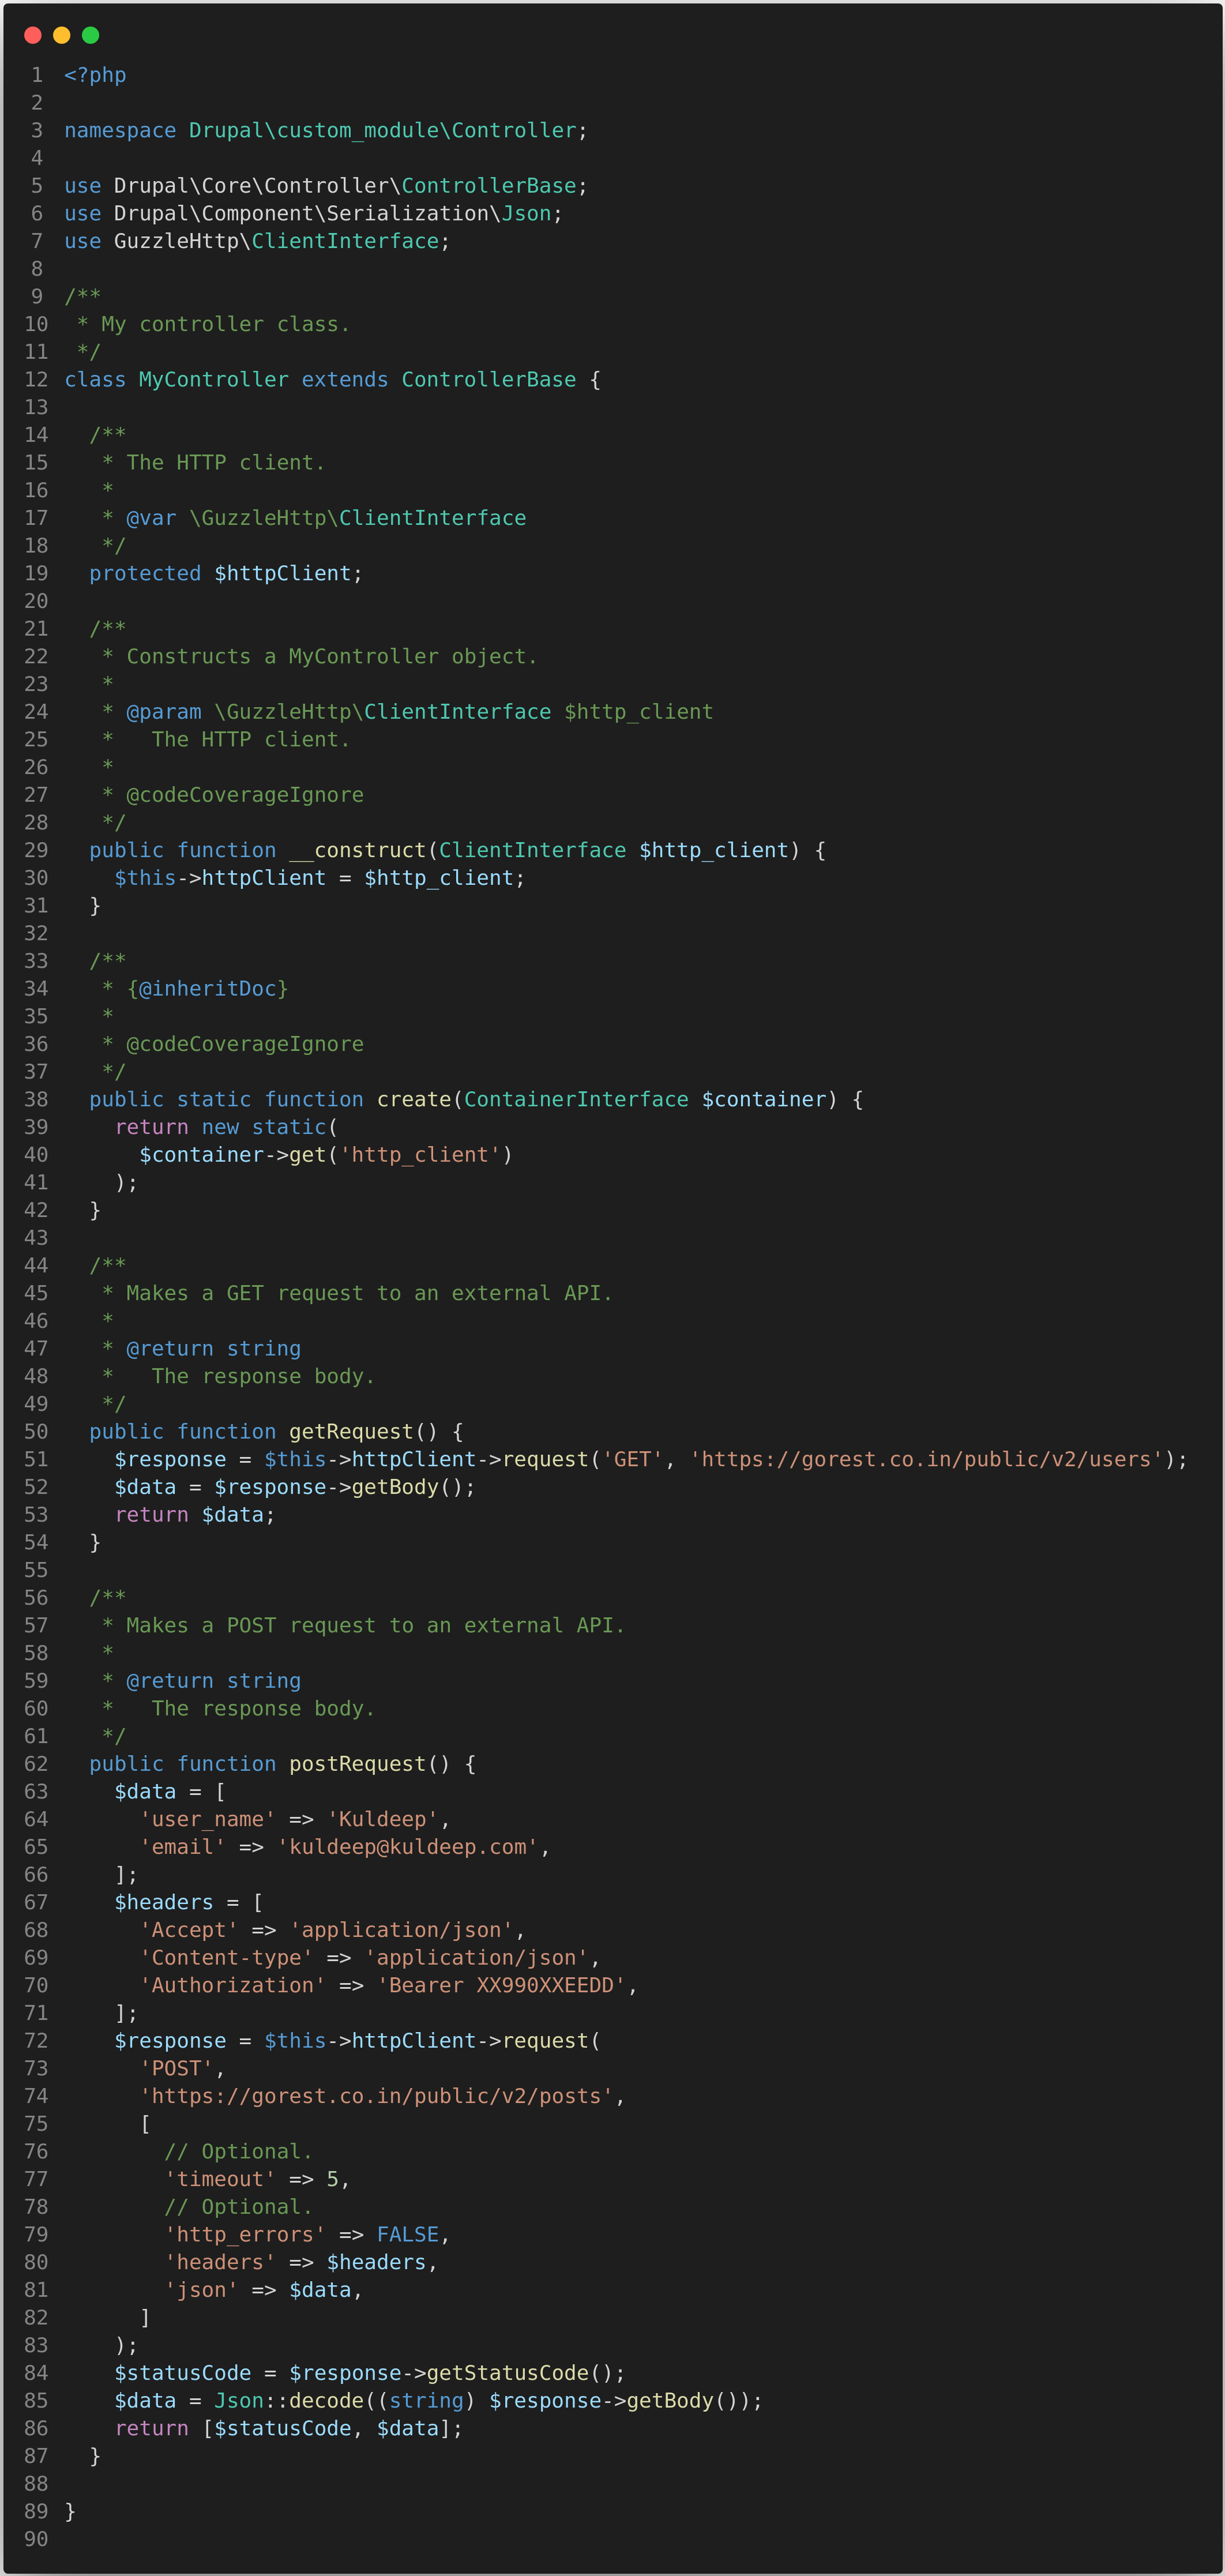 1 <?php
2
3 namespace Drupal\custom_module\Controller;
4
5 use Drupal\Core\Controller\ControllerBase;
6 use Drupal\Component\Serialization\Json;
7 use GuzzleHttp\ClientInterface;
8
9 /**
10  * My controller class.
11  */
12 class MyController extends ControllerBase {
13
14   /**
15    * The HTTP client.
16    *
17    * @var \GuzzleHttp\ClientInterface
18    */
19   protected $httpClient;
20
21   /**
22    * Constructs a MyController object.
23    *
24    * @param \GuzzleHttp\ClientInterface $http_client
25    *   The HTTP client.
26    *
27    * @codeCoverageIgnore
28    */
29   public function __construct(ClientInterface $http_client) {
30     $this->httpClient = $http_client;
31   }
32
33   /**
34    * {@inheritDoc}
35    *
36    * @codeCoverageIgnore
37    */
38   public static function create(ContainerInterface $container) {
39     return new static(
40       $container->get('http_client')
41     );
42   }
43
44   /**
45    * Makes a GET request to an external API.
46    *
47    * @return string
48    *   The response body.
49    */
50   public function getRequest() {
51     $response = $this->httpClient->request('GET', 'https://gorest.co.in/public/v2/users');
52     $data = $response->getBody();
53     return $data;
54   }
55
56   /**
57    * Makes a POST request to an external API.
58    *
59    * @return string
60    *   The response body.
61    */
62   public function postRequest() {
63     $data = [
64       'user_name' => 'Kuldeep',
65       'email' => 'kuldeep@kuldeep.com',
66     ];
67     $headers = [
68       'Accept' => 'application/json',
69       'Content-type' => 'application/json',
70       'Authorization' => 'Bearer XX990XXEEDD',
71     ];
72     $response = $this->httpClient->request(
73       'POST',
74       'https://gorest.co.in/public/v2/posts',
75       [
76         // Optional.
77         'timeout' => 5,
78         // Optional.
79         'http_errors' => FALSE,
80         'headers' => $headers,
81         'json' => $data,
82       ]
83     );
84     $statusCode = $response->getStatusCode();
85     $data = Json::decode((string) $response->getBody());
86     return [$statusCode, $data];
87   }
88
89 }
90